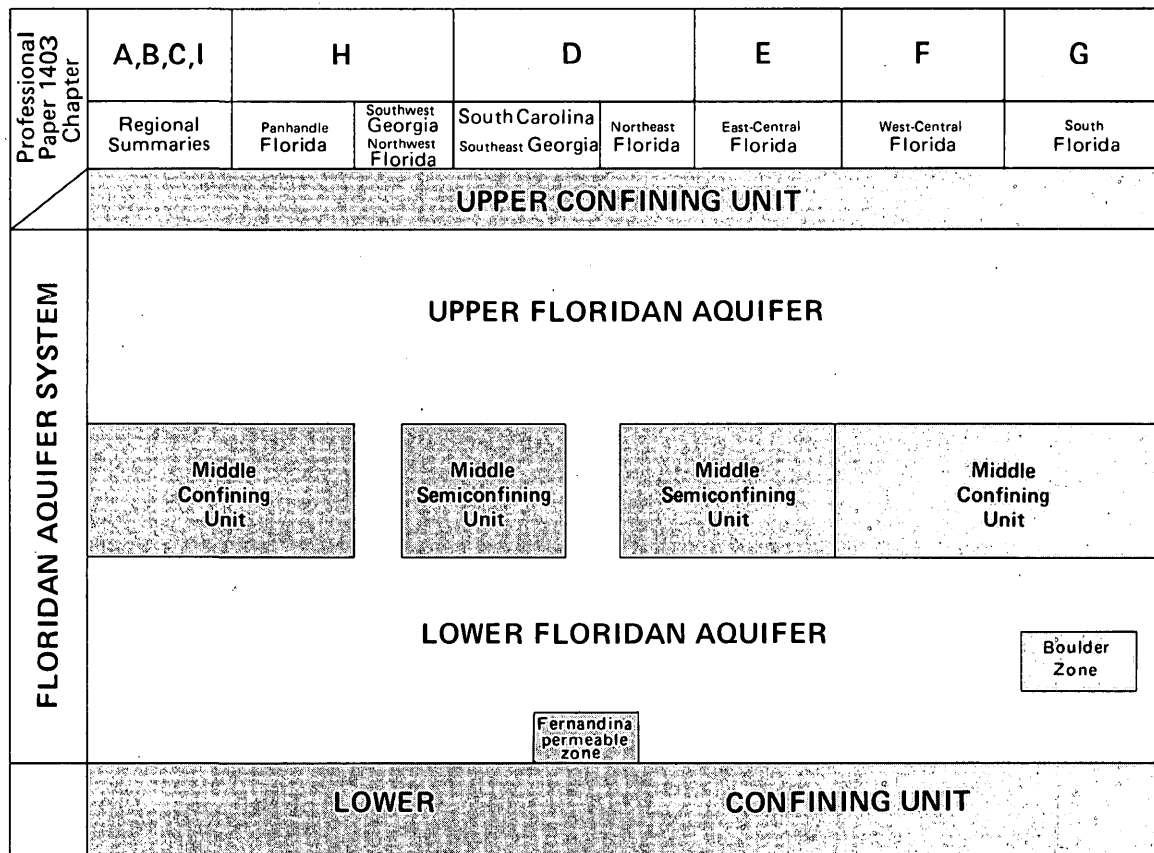 Professional
Paper 1403
Chapter
A,B,C,I
H
D
E
F
G
Regional
Summaries
Panhandle
Florida
Southwest
Georgia
Northwest
Florida
South Carolina
Southeast Georgia
Northeast
Florida
East-Central
Florida
West-Central
Florida
South
Florida
UPPER CONFINING UNIT
FLORIDAN AQUIFER SYSTEM
UPPER FLORIDAN AQUIFER
Middle
Confining
Unit
Middle
Semiconfining
Unit
Middle
Semiconfining
Unit
Middle
Confining
Unit
LOWER FLORIDAN AQUIFER
Boulder
Zone
Fernandina
permeable
zone
LOWER CONFINING UNIT